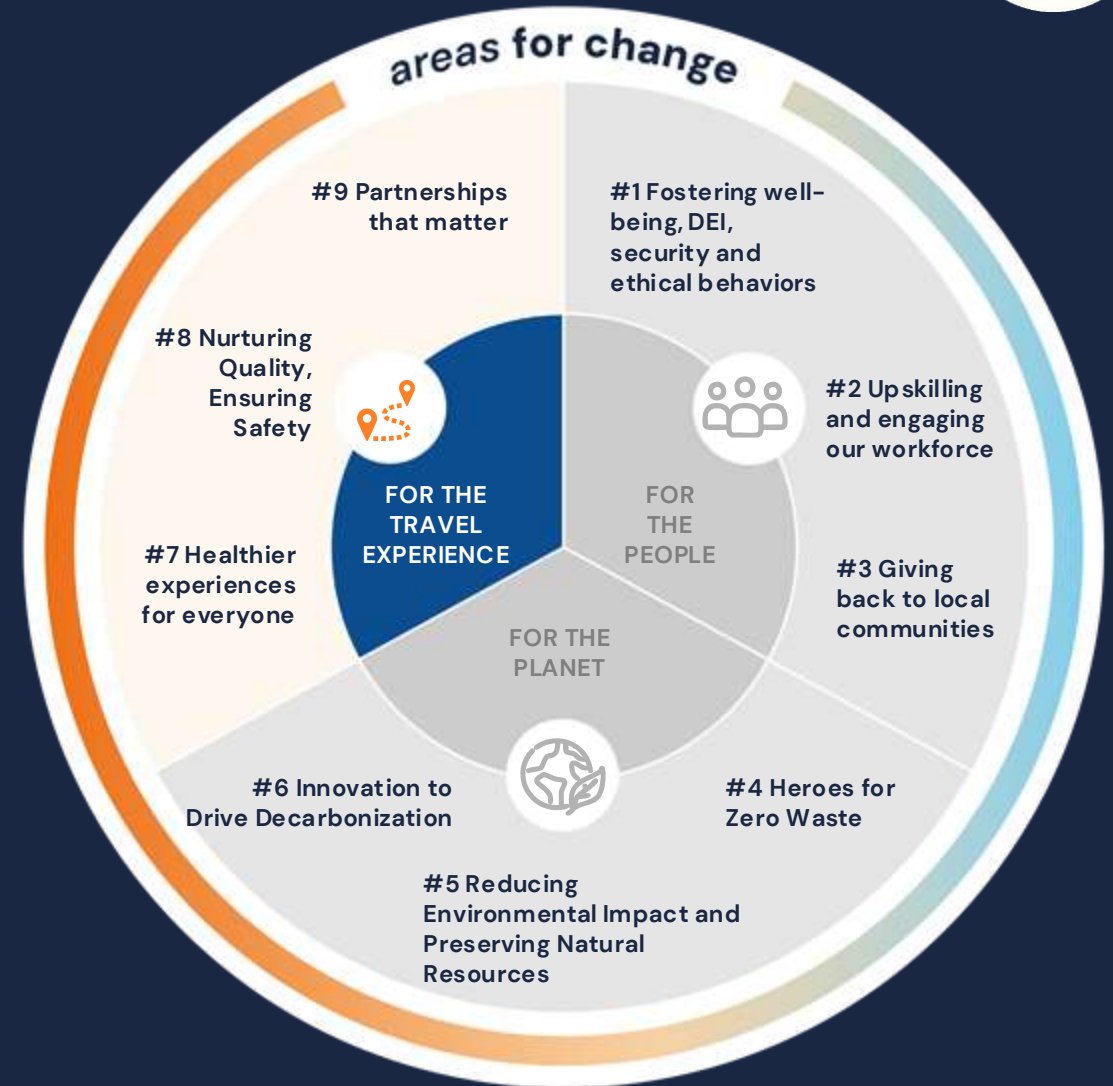 areas for change
#9 Partnerships
that matter
#1 Fostering well-
being, DEI,
security and
ethical behaviors
#8 Nurturing
Quality,
Ensuring
Safety
#2 Upskilling
and engaging
our workforce
FOR THE
TRAVEL
EXPERIENCE
FOR
THE
PEOPLE
#7 Healthier
experiences
for everyone
#3 Giving
back to local
communities
FOR THE
PLANET
#6 Innovation to
Drive Decarbonization
#4 Heroes for
Zero Waste
#5 Reducing
Environmental Impact and
Preserving Natural
Resources